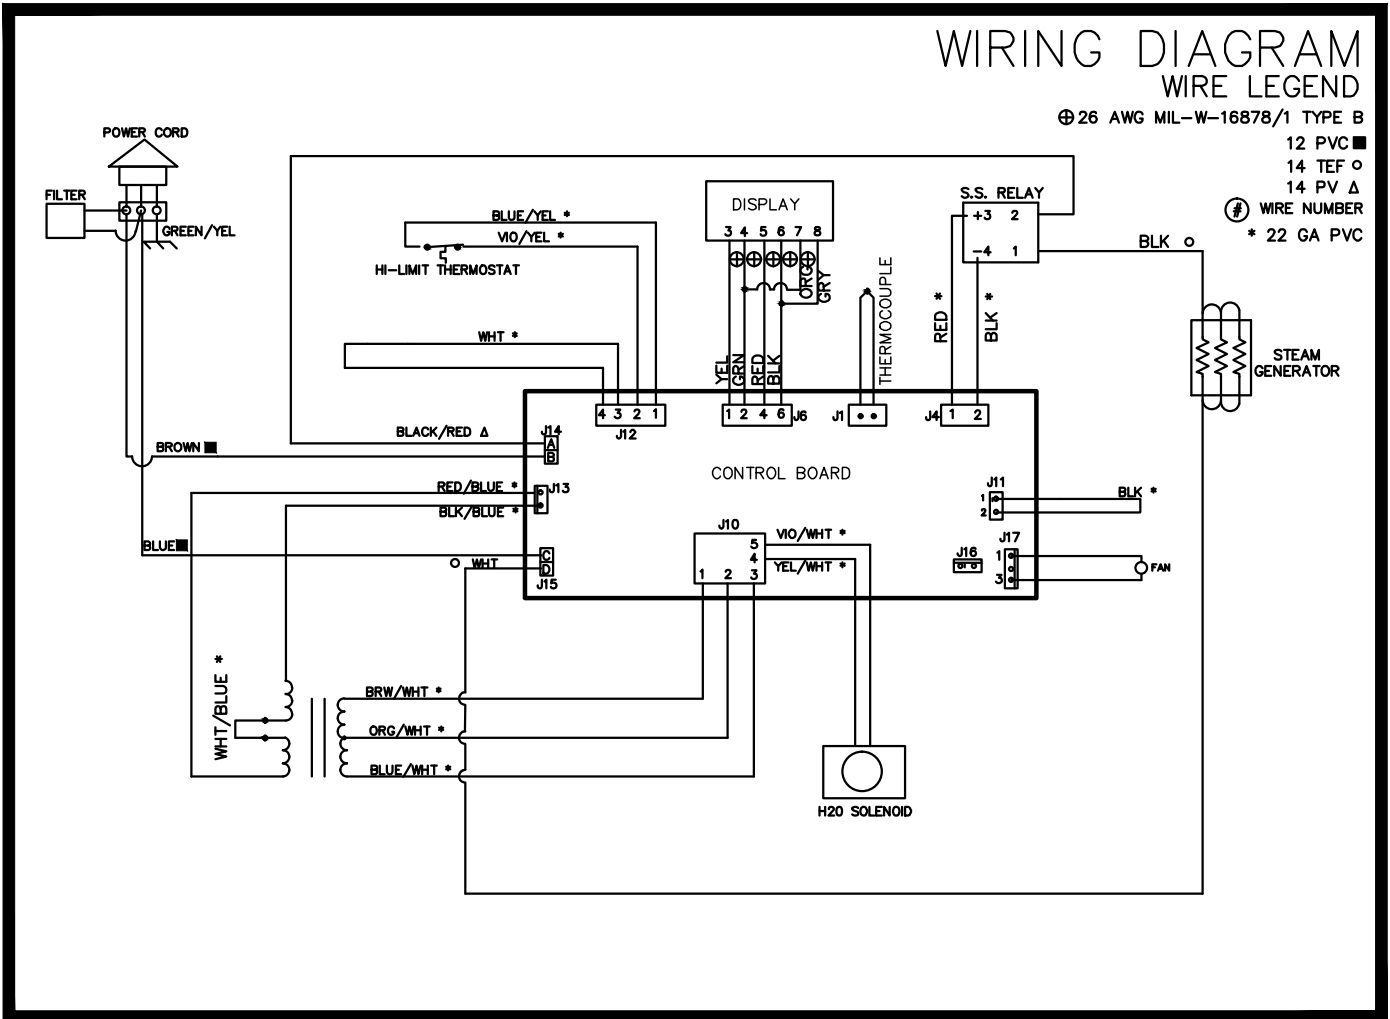 WIRING DIAGRAM
WIRE LEGEND
⊕ 26 AWG MIL-W-16878/1 TYPE B
12 PVC ■
14 TEF ○
14 PV Δ
# WIRE NUMBER
* 22 GA PVC
POWER CORD
FILTER
GREEN/YEL
BLUE/YEL *
VIO/YEL *
HI-LIMIT THERMOSTAT
WHT *
DISPLAY
3 4 5 6 7 8
ORG
GRY
YEL
GRN
RED
BLK
THERMOCOUPLE
S.S. RELAY
+3 2
-4 1
RED *
BLK *
BLK ○
STEAM
GENERATOR
4 3 2 1
J12
1 2 4 6
J6
J1
J4
1 2
BLACK/RED Δ
J14
A
B
BROWN ■
CONTROL BOARD
RED/BLUE *
J13
BLK/BLUE *
J11
1
2
BLK *
BLUE ■
○ WHT
C
D
J15
J10
5
4
1 2 3
VIO/WHT *
YEL/WHT *
J16
J17
1
3
FAN
WHT/BLUE *
BRW/WHT *
ORG/WHT *
BLUE/WHT *
H20 SOLENOID